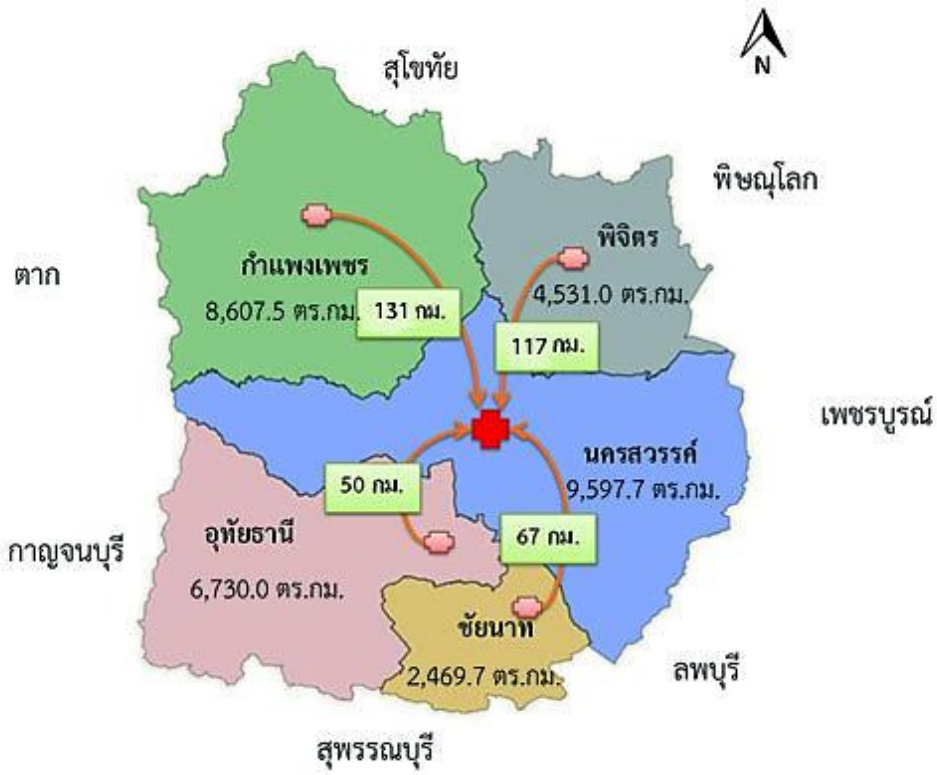 สุโขทัย
N
พิษณุโลก
พิจิตร
4,531.0 ตร.กม.
ตาก
กำแพงเพชร
8,607.5 ตร.กม.
131 กม.
117 กม.
เพชรบูรณ์
นครสวรรค์
9,597.7 ตร.กม.
50 กม.
67 กม.
กาญจนบุรี
อุทัยธานี
6,730.0 ตร.กม.
ชัยนาท
2,469.7 ตร.กม.
ลพบุรี
สุพรรณบุรี